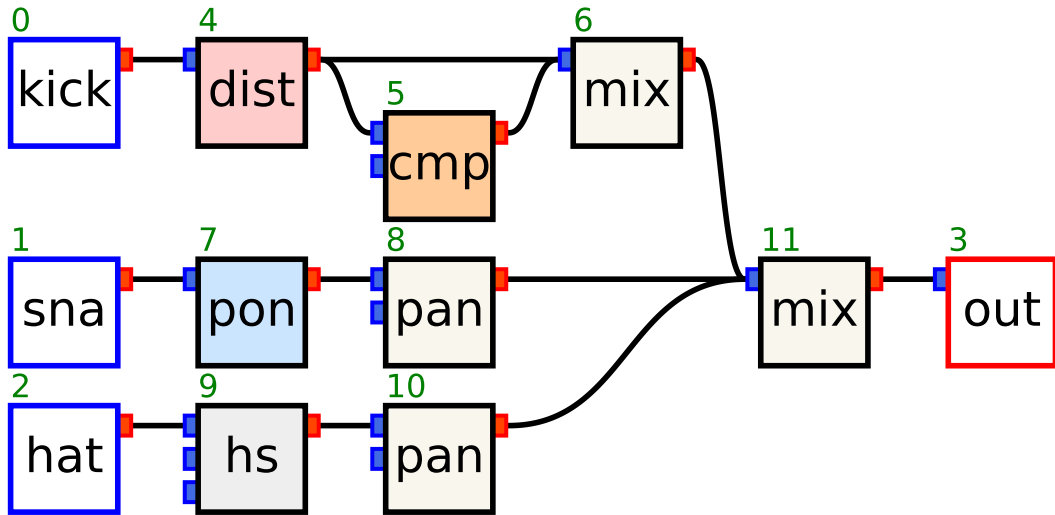 0 4 6
kick dist mix
5
cmp
1 7 8 11 3
sna pon pan mix out
2 9 10
hat hs pan